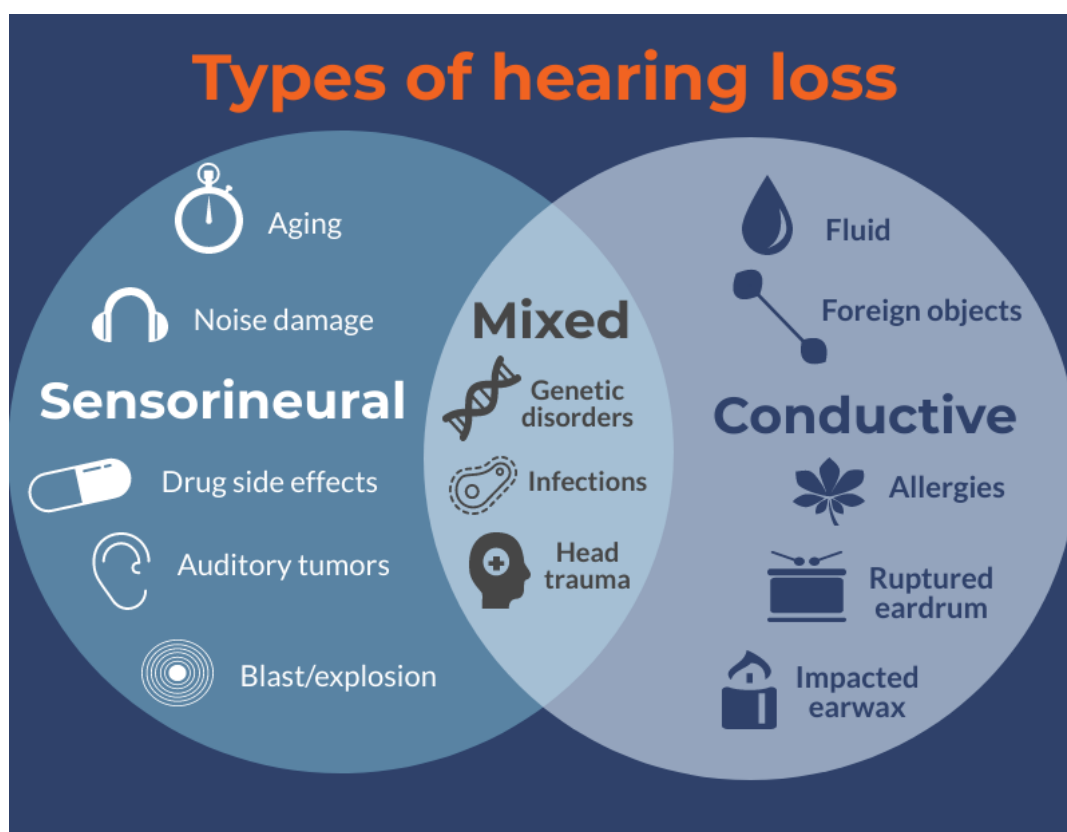 Types of hearing loss
Aging
Noise damage
Sensorineural
Drug side effects
Auditory tumors
Blast/explosion
Mixed
Genetic
disorders
Infections
Head
trauma
Fluid
Foreign objects
Conductive
Allergies
Ruptured
eardrum
Impacted
earwax